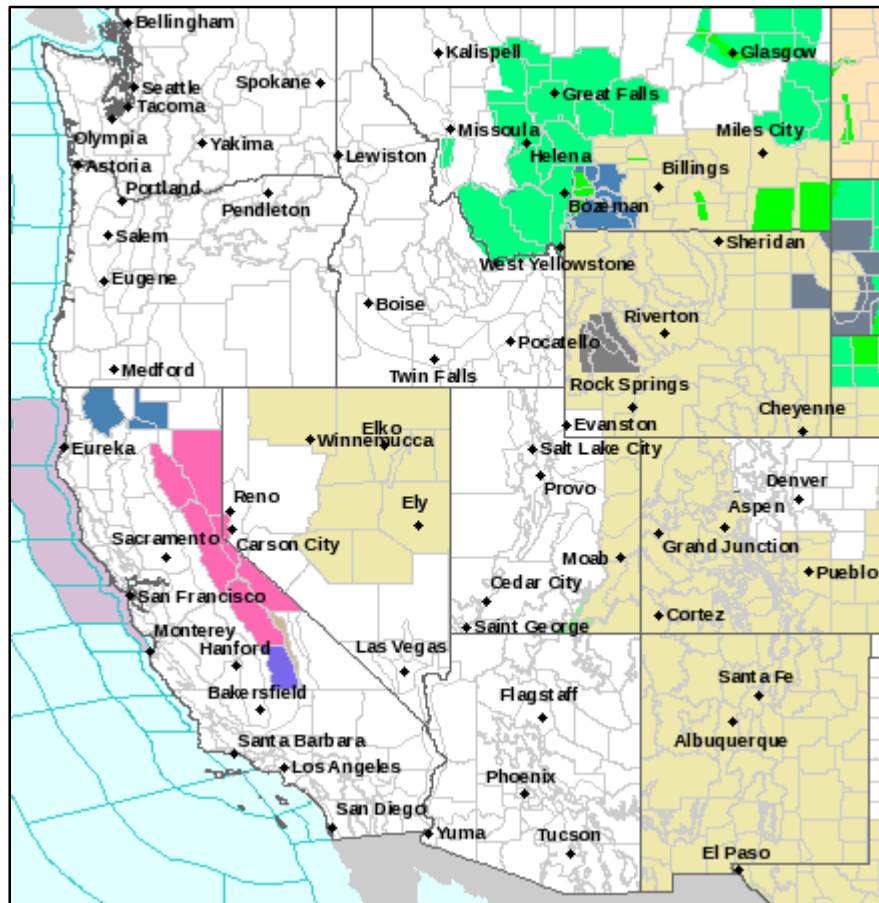 Bellingham
Kalispell
Glasgow
Seattle
Spokane
Tacoma
Great Falls
Olympia
Missoula
Yakima
Helena
Miles City
Astoria
Lewiston
Billings
Portland
Pendleton
Bozeman
Salem
Sheridan
West Yellowstone
Eugene
Boise
Riverton
Pocatello
Medford
Twin Falls
Rock Springs
Cheyenne
Elko
Evanston
Winnemucca
Eureka
Salt Lake City
Provo
Denver
Reno
Ely
Aspen
Sacramento
Carson City
Grand Junction
Moab
Pueblo
San Francisco
Cedar City
Cortez
Saint George
Monterey
Hanford
Las Vegas
Bakersfield
Flagstaff
Santa Fe
Albuquerque
Santa Barbara
Los Angeles
Phoenix
San Diego
Yuma
Tucson
El Paso